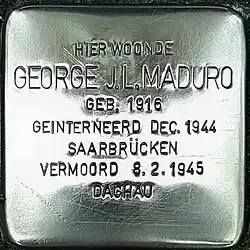 HIER WOONDE
GEORGE J.L. MADURO
GEB. 1916
GEINTERNEERD DEC. 1944
SAARBRÜCKEN
VERMOORD 8.2.1945
DACHAU